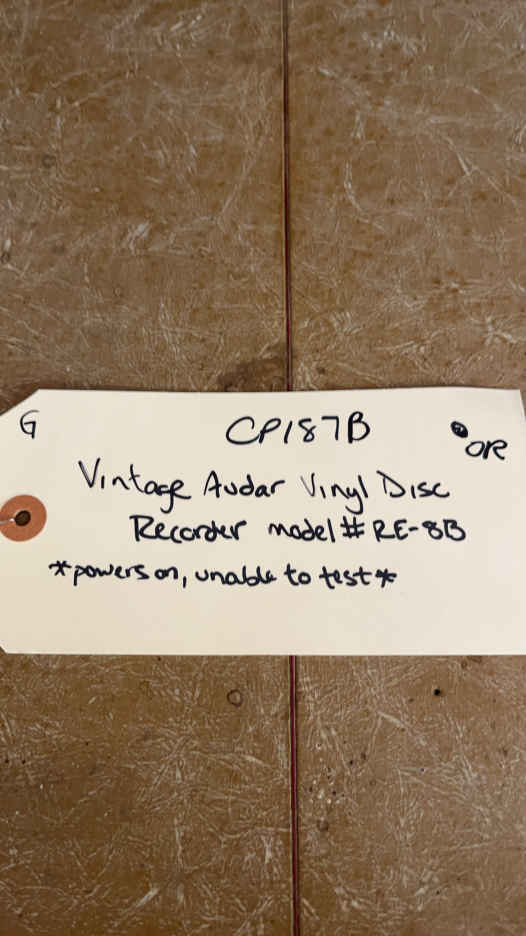 G
CP187B
OR
Vintage Audar Vinyl Disc
Recorder model # RE-8B
*powers on, unable to test*